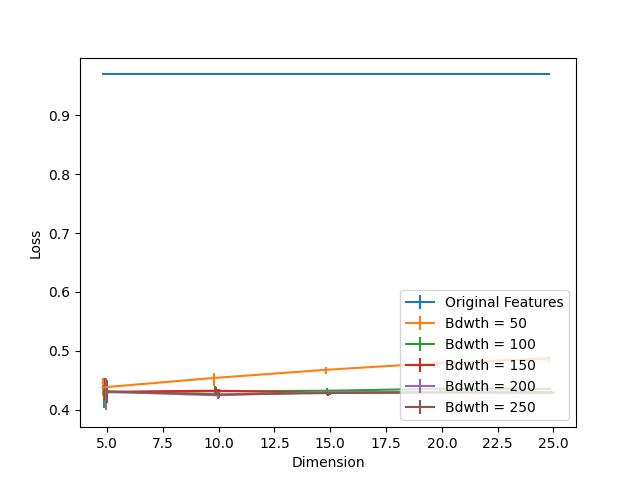 0.9
0.8
0.7
0.6
0.5
0.4
Loss
Original Features
Bdwth = 50
Bdwth = 100
Bdwth = 150
Bdwth = 200
Bdwth = 250
5.0 7.5 10.0 12.5 15.0 17.5 20.0 22.5 25.0
Dimension